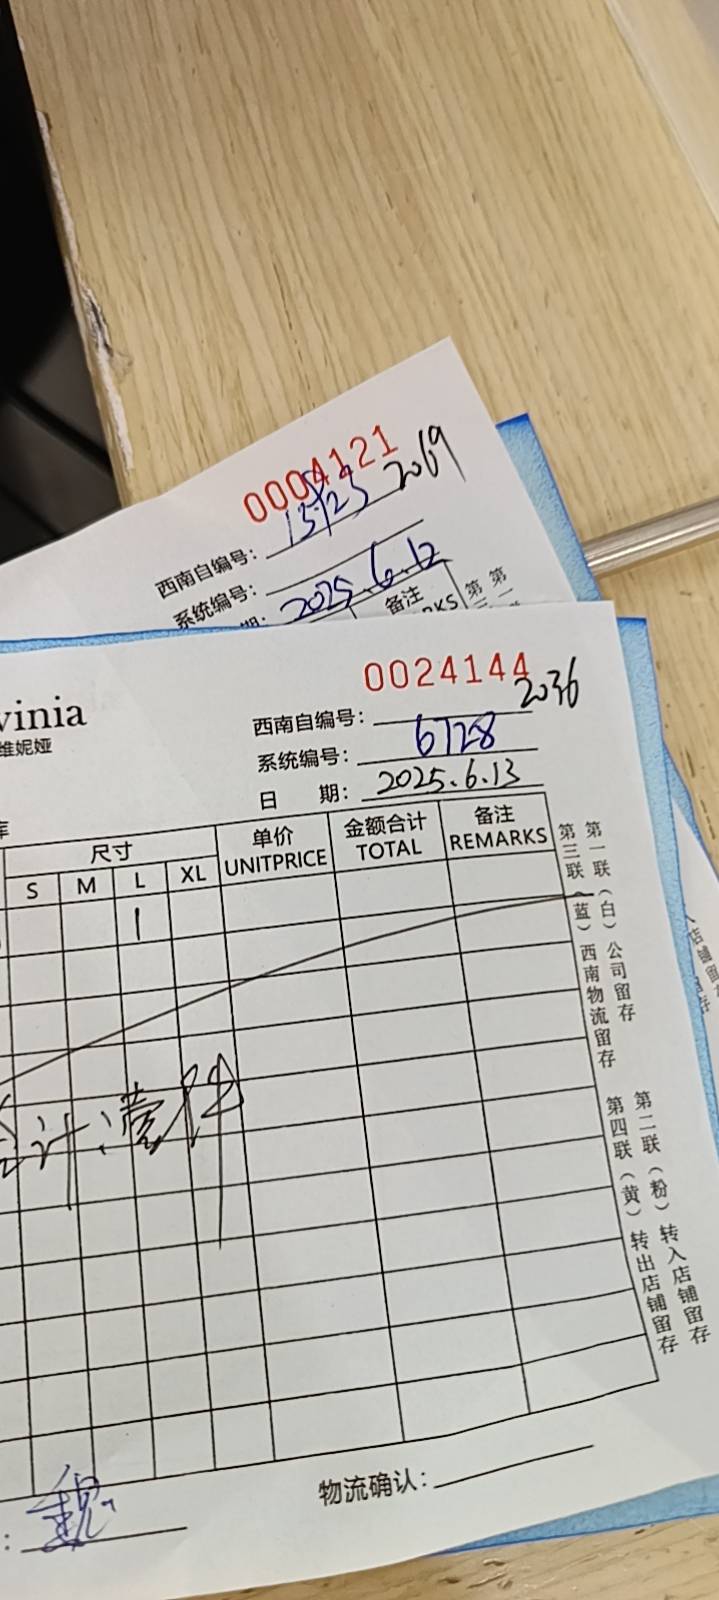 0004121
2069
西南自编号:
系统编号:
期: 2025.6.12
备注
0024144
2036
vinia
维妮娅
西南自编号:
系统编号: 6728
日 期: 2025.6.13
尺寸 单价 金额合计 备注
S M L XL UNITPRICE TOTAL REMARKS
1
第一联(白)公司留存
第三联(蓝)西南物流留存
第二联(粉)转入店铺留存
第四联(黄)转出店铺留存
物流确认: